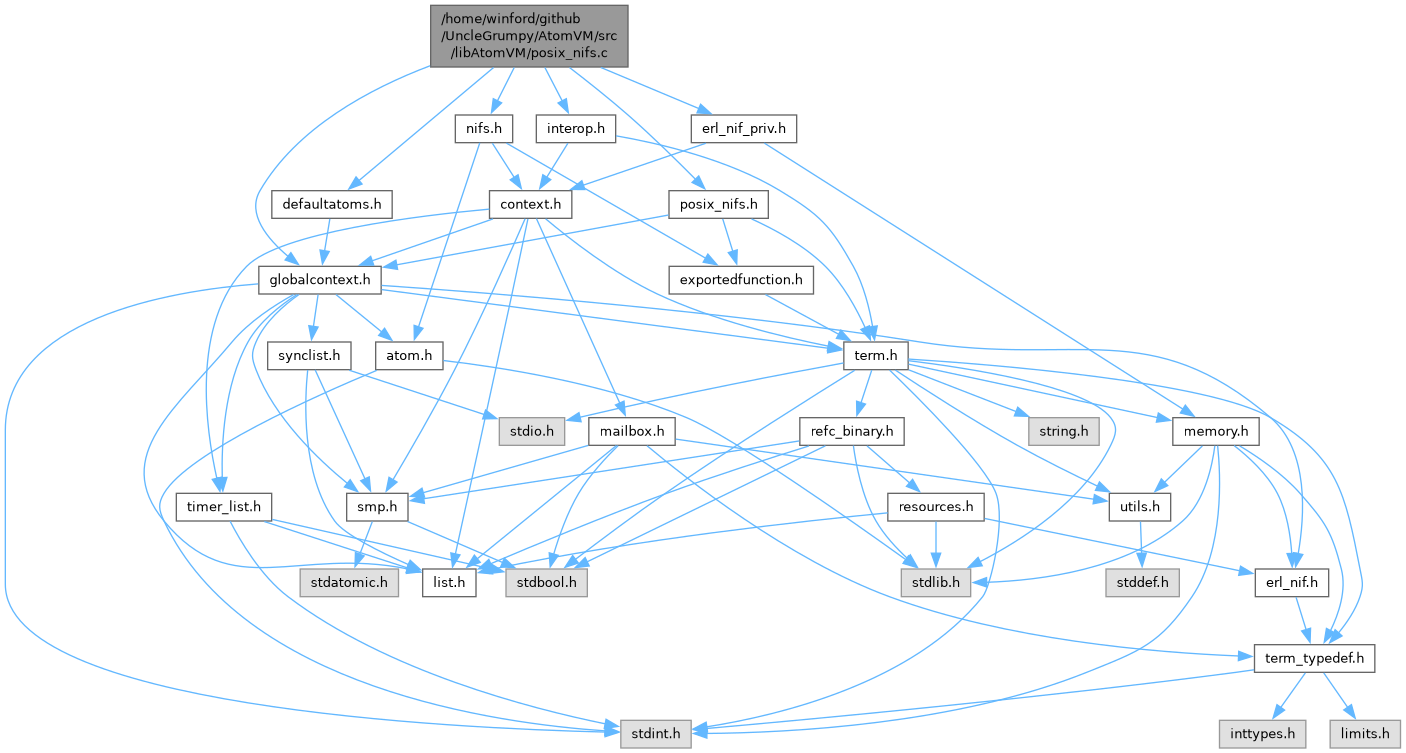 /home/winford/github
/UncleGrumpy/AtomVM/src
/libAtomVM/posix_nifs.c
nifs.h
interop.h
erl_nif_priv.h
defaultatoms.h
context.h
posix_nifs.h
globalcontext.h
exportedfunction.h
synclist.h
atom.h
term.h
stdio.h
mailbox.h
refc_binary.h
string.h
memory.h
timer_list.h
smp.h
resources.h
utils.h
stdatomic.h
list.h
stdbool.h
stdlib.h
stddef.h
erl_nif.h
term_typedef.h
stdint.h
inttypes.h
limits.h